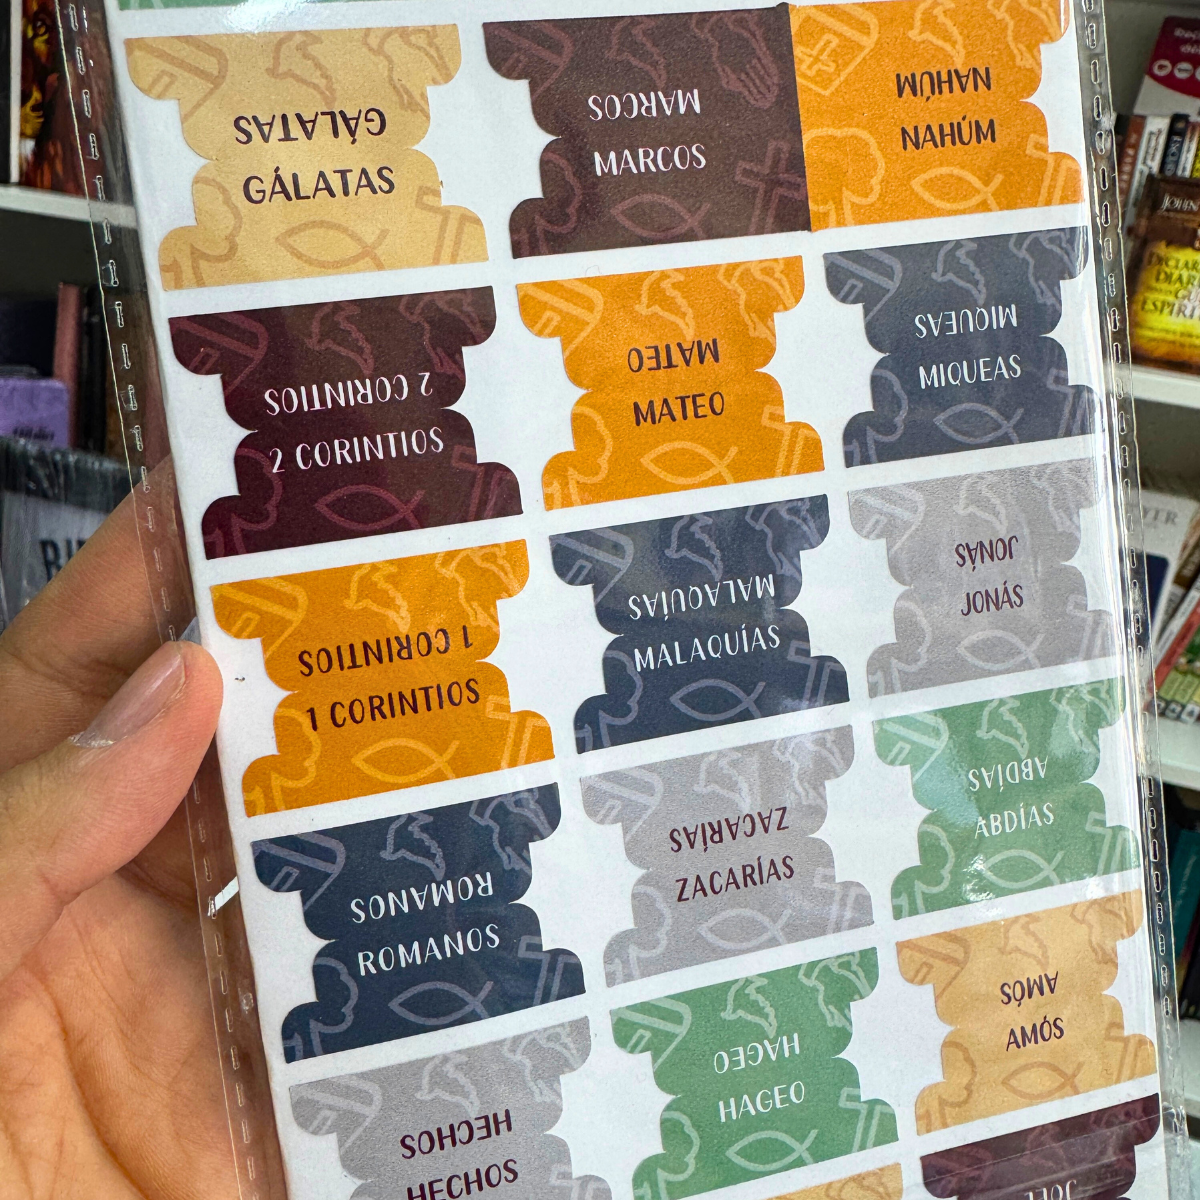 GÁLATAS
GÁLATAS
MARCOS
MARCOS
NAHÚM
NAHÚM
2 CORINTIOS
2 CORINTIOS
MATEO
MATEO
MIQUEAS
MIQUEAS
1 CORINTIOS
1 CORINTIOS
MALAQUÍAS
MALAQUÍAS
JONÁS
JONÁS
ROMANOS
ROMANOS
ZACARÍAS
ZACARÍAS
ABDÍAS
ABDÍAS
HECHOS
HECHOS
HAGEO
HAGEO
AMÓS
AMÓS